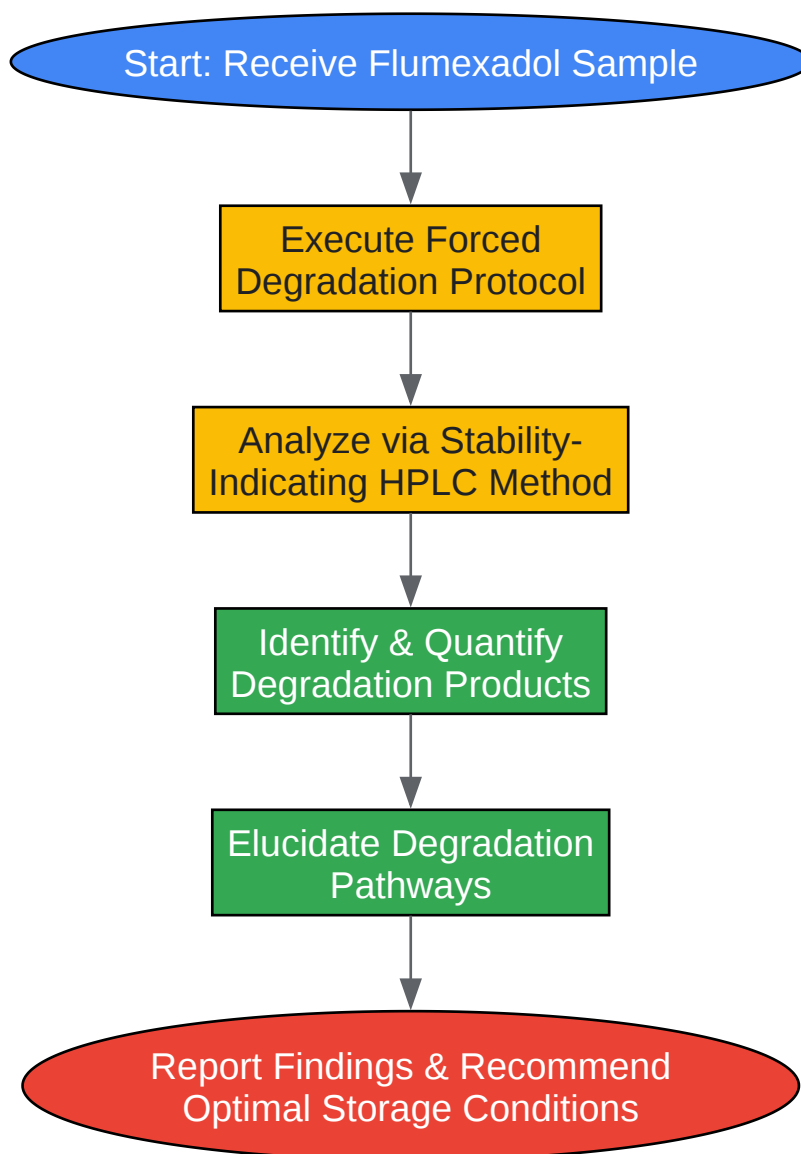 Start: Receive Flumexadol Sample
Execute Forced
Degradation Protocol
Analyze via Stability-
Indicating HPLC Method
Identify & Quantify
Degradation Products
Elucidate Degradation
Pathways
Report Findings & Recommend
Optimal Storage Conditions